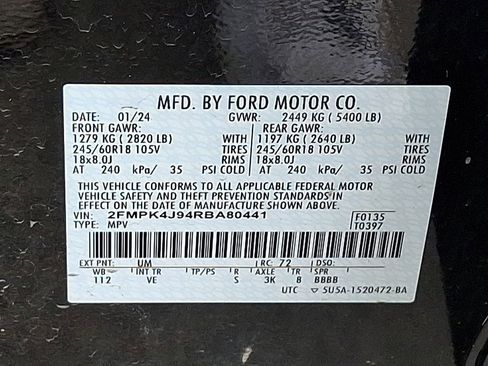 MFD. BY FORD MOTOR CO.
DATE: 01/24 GVWR: 2449 KG ( 5400 LB)
FRONT GAWR: REAR GAWR:
1279 KG ( 2820 LB) WITH 1197 KG ( 2640 LB) WITH
245/60R18 105V TIRES 245/60R18 105V TIRES
18x8.0J RIMS 18x8.0J RIMS
AT 240 kPa/ 35 PSI COLD AT 240 kPa/ 35 PSI COLD
THIS VEHICLE CONFORMS TO ALL APPLICABLE FEDERAL MOTOR
VEHICLE SAFETY AND THEFT PREVENTION STANDARDS IN
EFFECT ON THE DATE OF MANUFACTURE SHOWN ABOVE.
VIN: 2FMPK4J94RBA80441 F0135
TYPE: MPV T0397
EXT PNT: UM RC: 72 DSO:
WB INT TR TP/PS R AXLE TR SPR
112 VE S 3K 8 BBBB
UTC 5U5A-1520472-BA